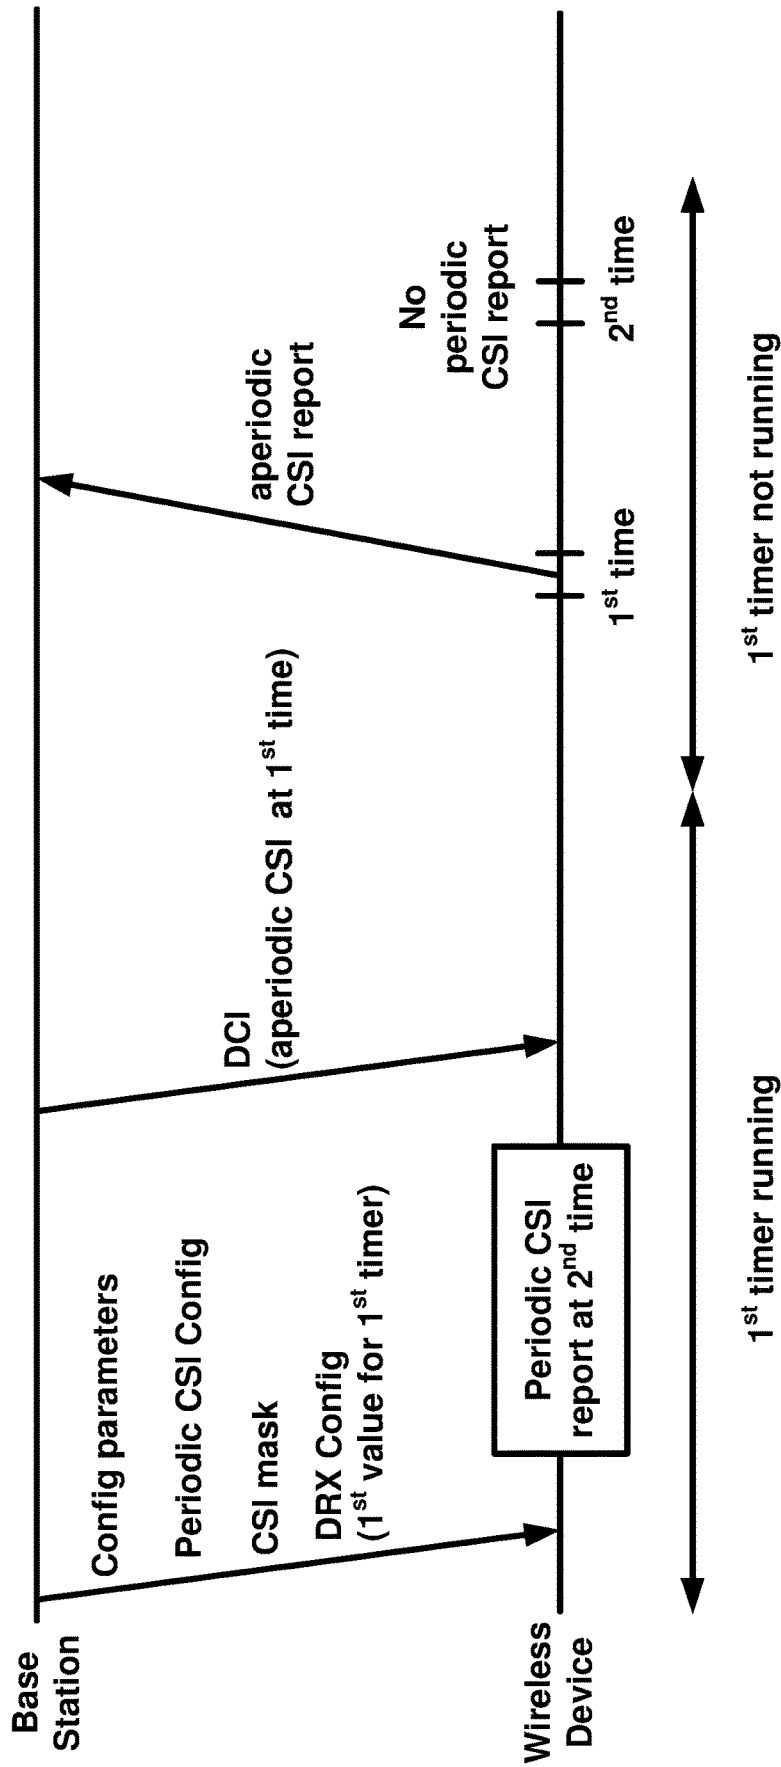 Base
Station
Config parameters
Periodic CSI Config
CSI mask
DRX Config
(1st value for 1st timer)
DCI
(aperiodic CSI at 1st time)
aperiodic
CSI report
No
periodic
CSI report
Wireless
Device
Periodic CSI
report at 2nd time
1st time
2nd time
1st timer running
1st timer not running